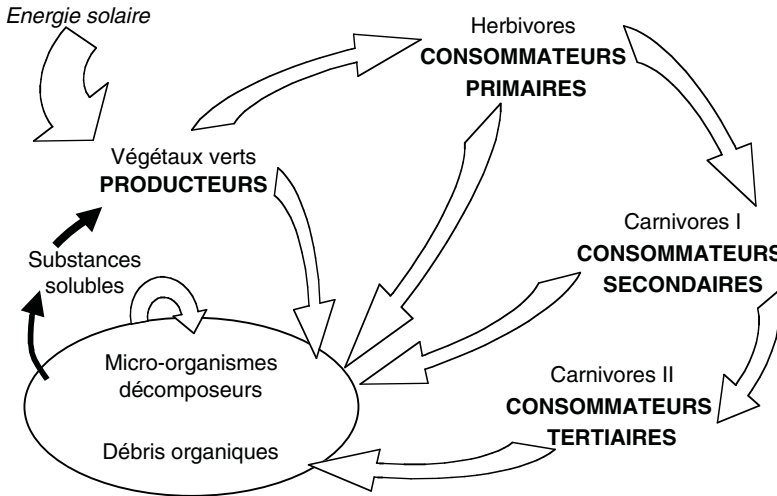 Energie solaire
Herbivores
CONSOMMATEURS
PRIMAIRES
Végétaux verts
PRODUCTEURS
Carnivores I
CONSOMMATEURS
SECONDAIRES
Substances
solubles
Micro-organismes
décomposeurs
Débris organiques
Carnivores II
CONSOMMATEURS
TERTIAIRES